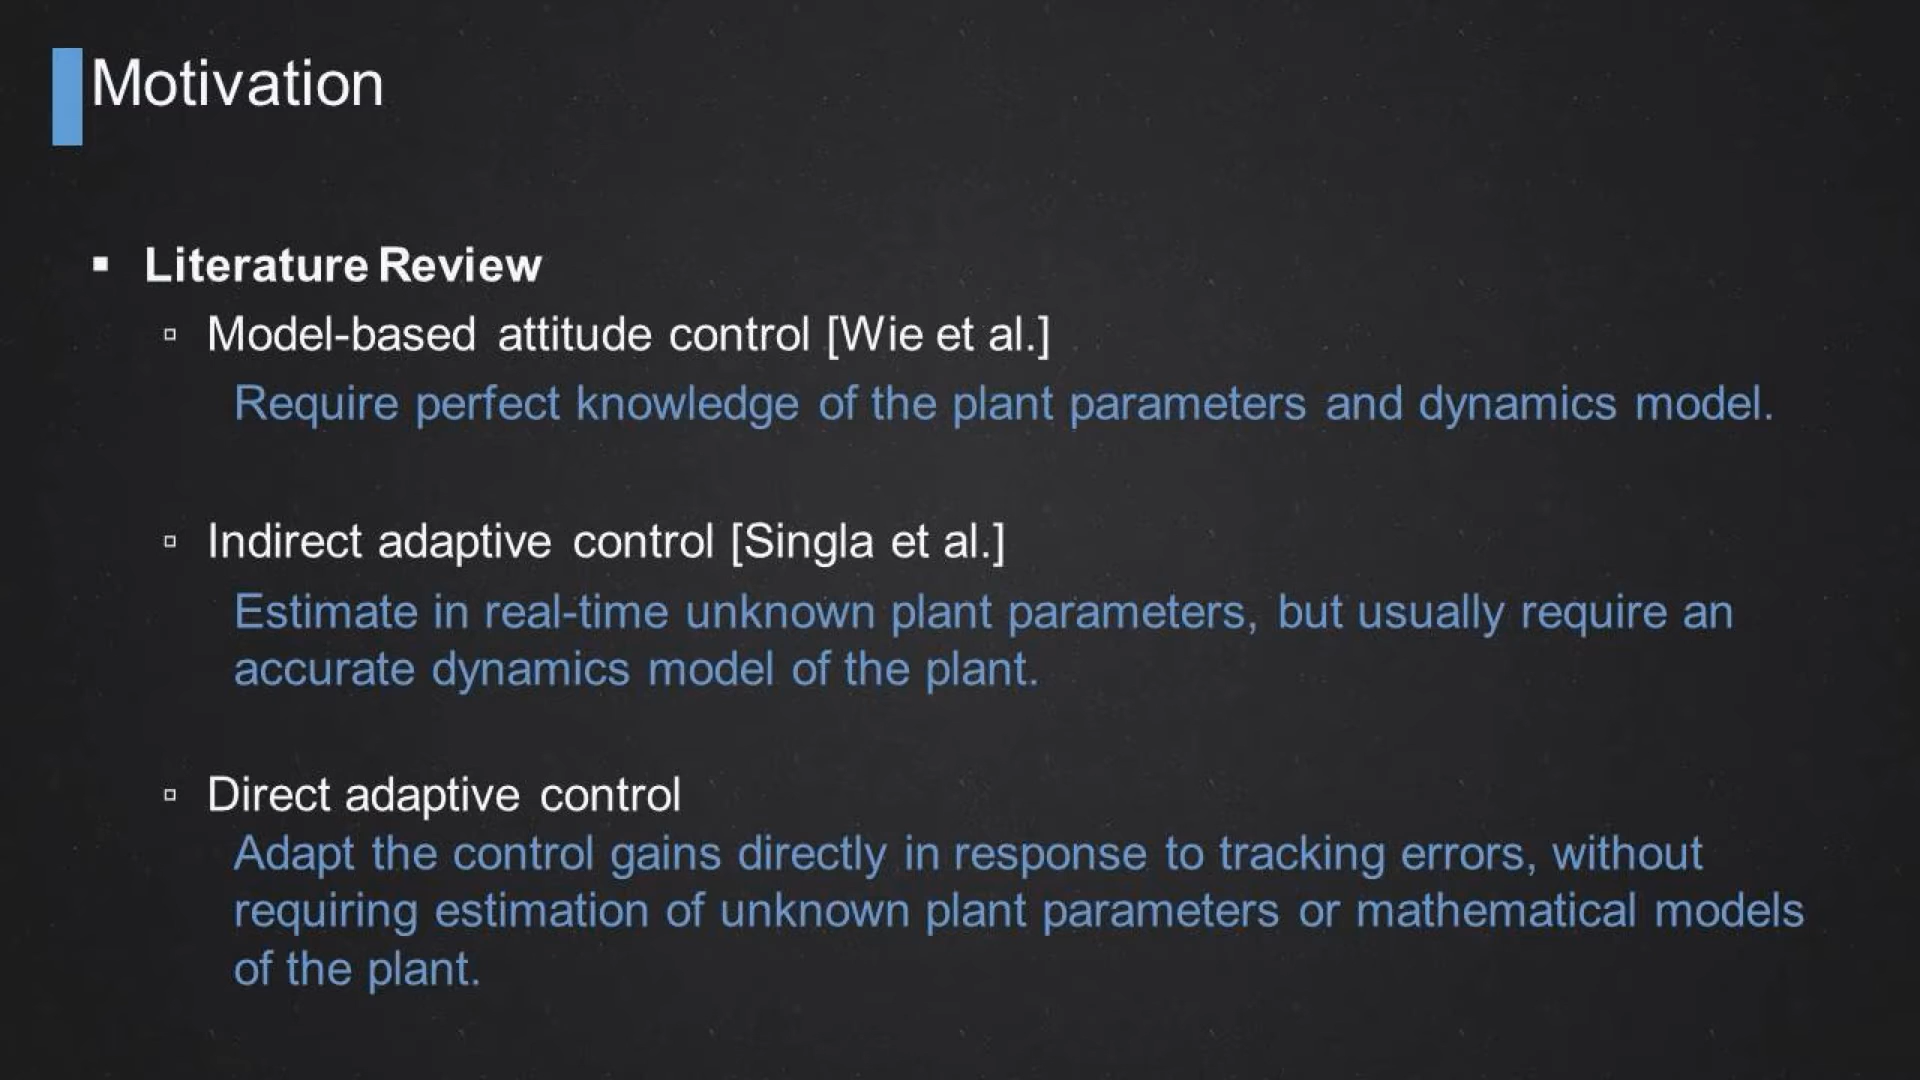 Motivation
▪ Literature Review
▫ Model-based attitude control [Wie et al.]
Require perfect knowledge of the plant parameters and dynamics model.
▫ Indirect adaptive control [Singla et al.]
Estimate in real-time unknown plant parameters, but usually require an
accurate dynamics model of the plant.
▫ Direct adaptive control
Adapt the control gains directly in response to tracking errors, without
requiring estimation of unknown plant parameters or mathematical models
of the plant.